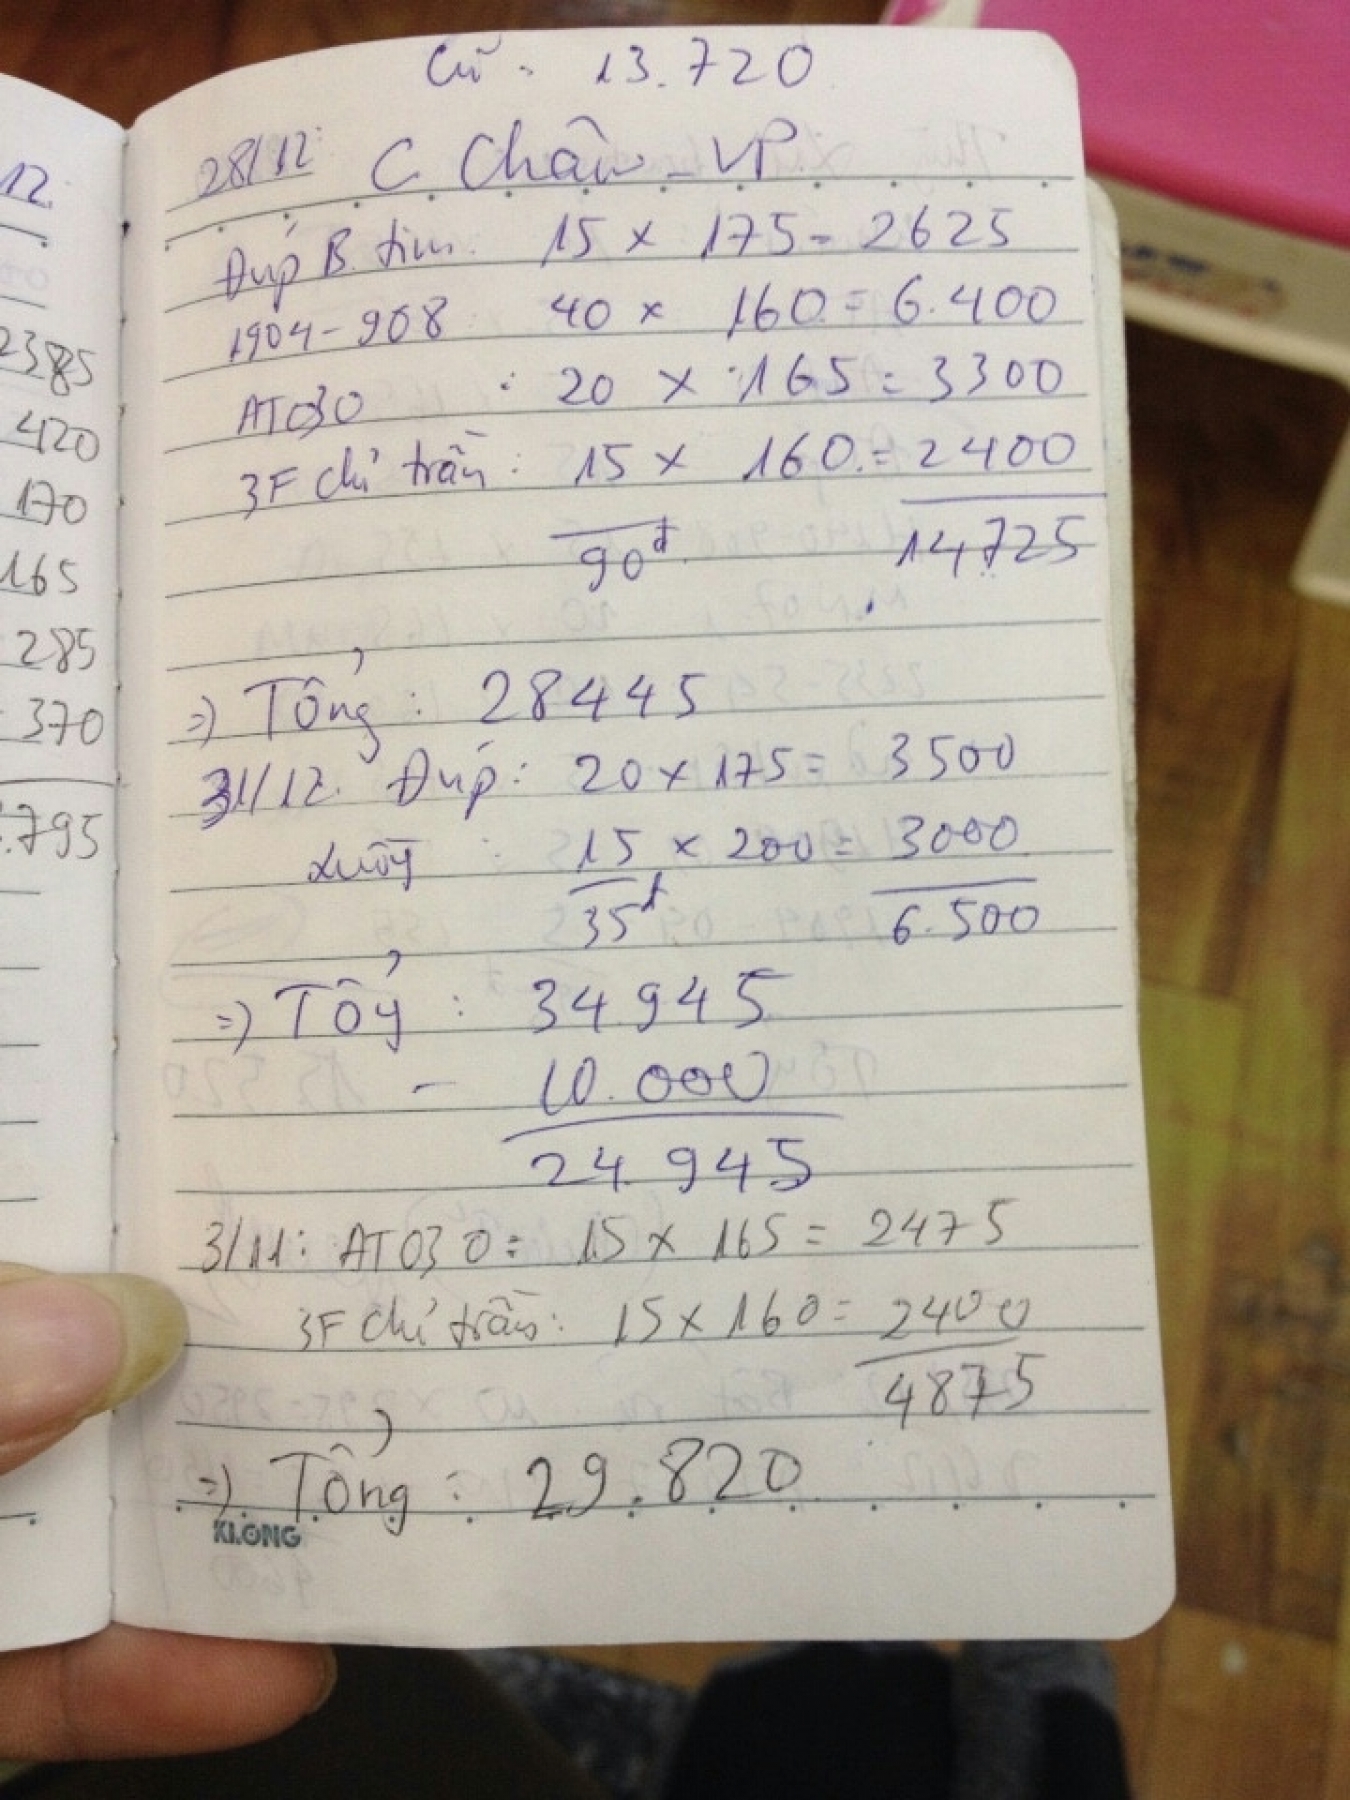 12.
2385
420
170
165
285
370
.795
Cũ - 13.720
28/12: C Châu - VP
Đúp B. tim. 15 x 175 = 2625
1904 - 908 40 x 160 = 6.400
AT030 : 20 x 165 = 3300
3F chỉ trần : 15 x 160 = 2400
90đ 14.725
=) Tổng : 28445
31/12. Đúp : 20 x 175 = 3500
: 15 x 200 = 3000
35đ 6.500
=) Tổng : 34.945
- 10.000
24.945
3/11 : AT030 : 15 x 165 = 2475
3F chỉ trần : 15 x 160 = 2400
4875
=) Tổng : 29.820
KLONG